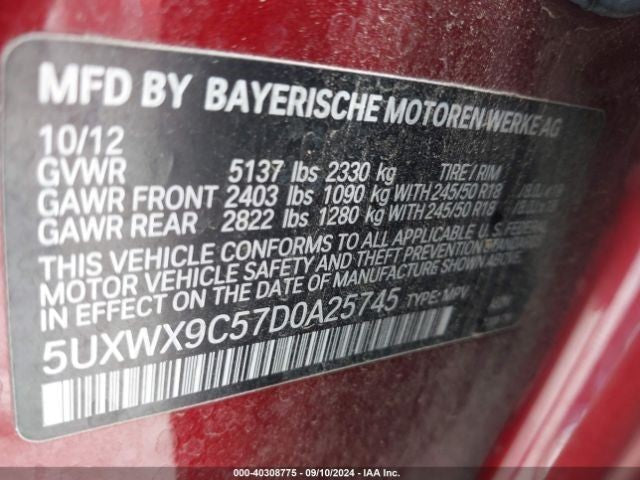 MFD BY BAYERISCHE MOTOREN WERKE AG
10/12
GVWR 5137 lbs 2330 kg TIRE/RIM
GAWR FRONT 2403 lbs 1090 kg WITH 245/50 R18
GAWR REAR 2822 lbs 1280 kg WITH 245/50 R18
THIS VEHICLE CONFORMS TO ALL APPLICABLE U.S. FEDERAL
MOTOR VEHICLE SAFETY AND THEFT PREVENTION STANDARDS
IN EFFECT ON THE DATE OF MANUFACTURE SHOWN ABOVE.
5UXWX9C57D0A25745 TYPE: MPV
000-40308775 - 09/10/2024 - IAA Inc.